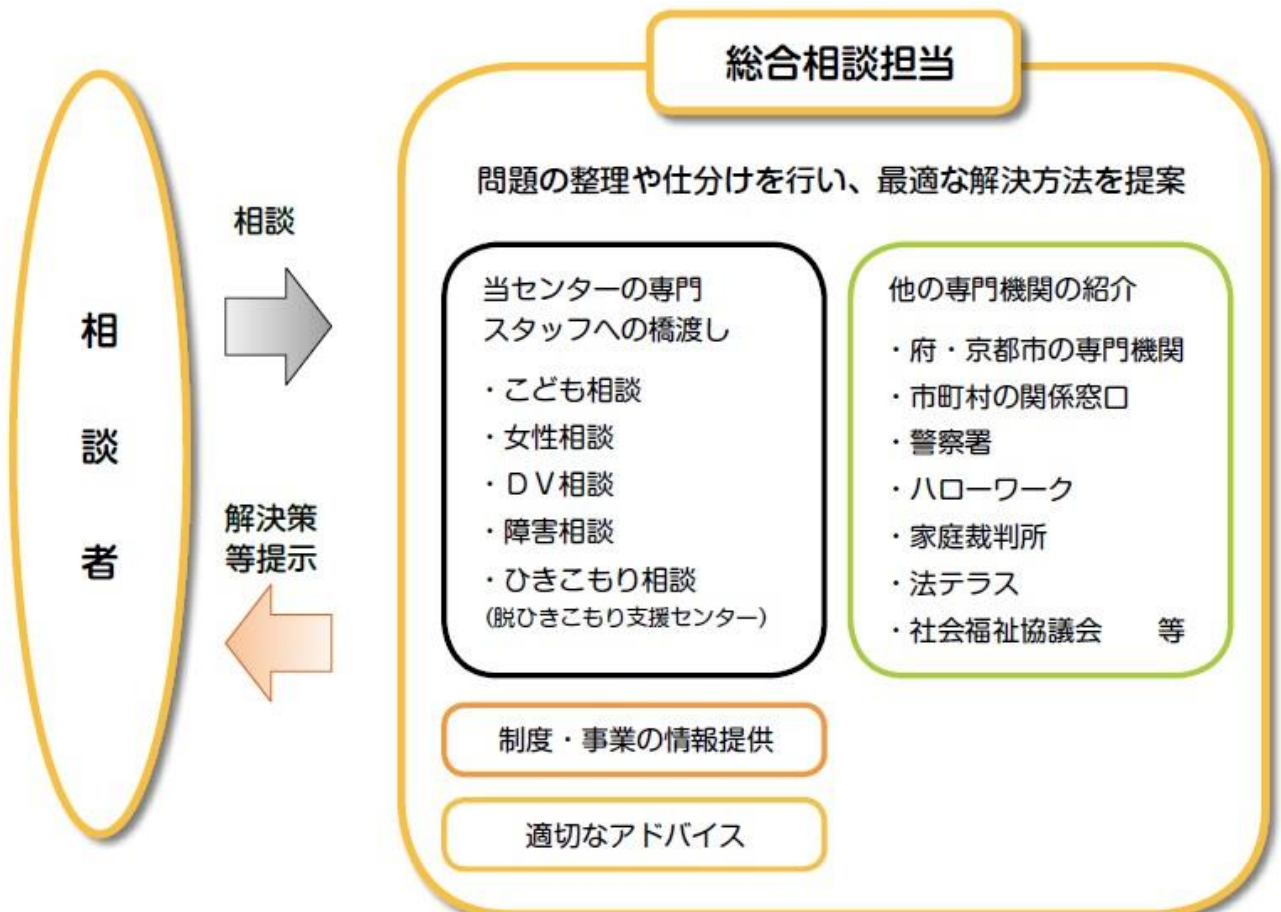 総合相談担当
問題の整理や仕分けを行い、最適な解決方法を提案
相談者
相談
解決策
等提示
当センターの専門
スタッフへの橋渡し
・こども相談
・女性相談
・ＤＶ相談
・障害相談
・ひきこもり相談
(脱ひきこもり支援センター)
他の専門機関の紹介
・府・京都市の専門機関
・市町村の関係窓口
・警察署
・ハローワーク
・家庭裁判所
・法テラス
・社会福祉協議会　　等
制度・事業の情報提供
適切なアドバイス